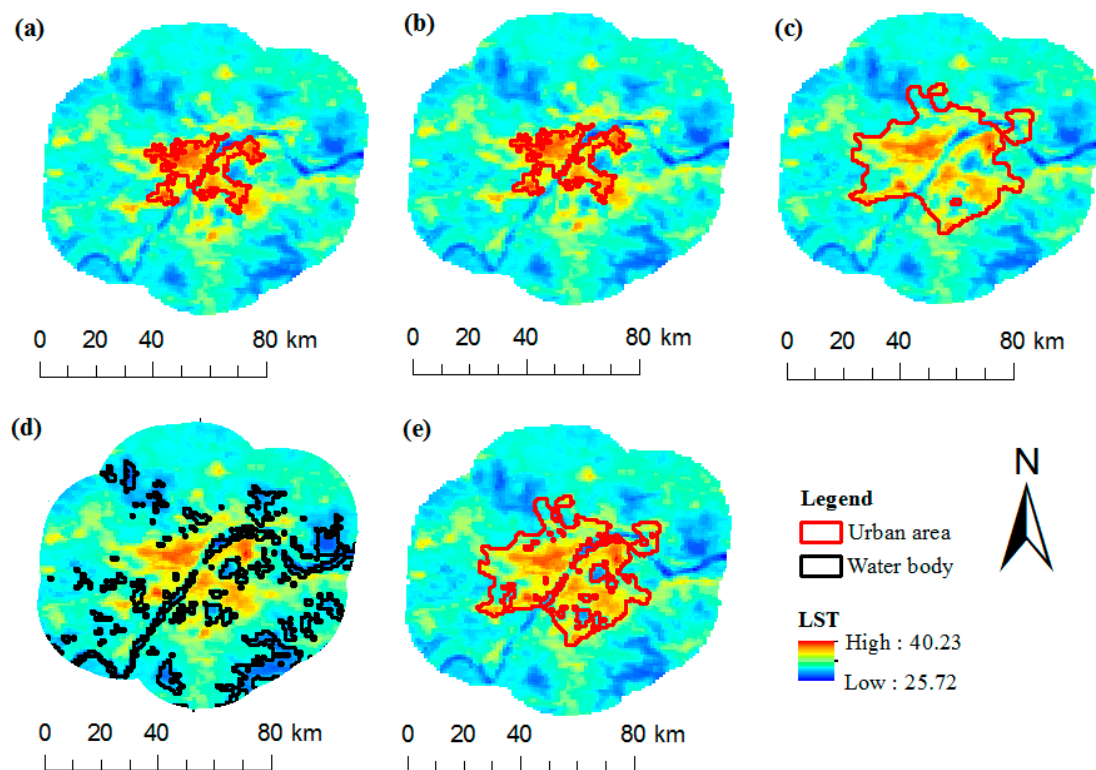 (a)
(b)
(c)
0 20 40 80 km
0 20 40 80 km
0 20 40 80 km
(d)
(e)
N
Legend
Urban area
Water body
LST
High : 40.23
Low : 25.72
0 20 40 80 km
0 20 40 80 km